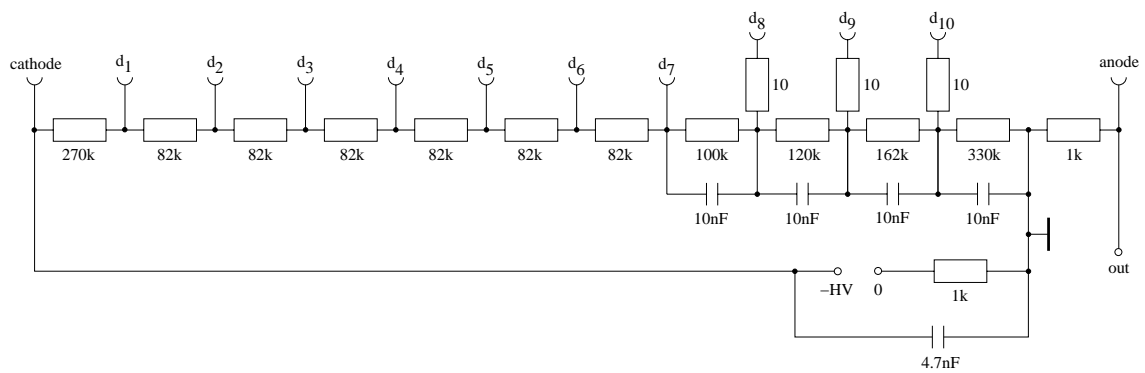 d8 d9 d10
cathode d1 d2 d3 d4 d5 d6 d7 anode
10 10 10
270k 82k 82k 82k 82k 82k 82k 100k 120k 162k 330k 1k
10nF 10nF 10nF 10nF
out
–HV 0 1k
4.7nF